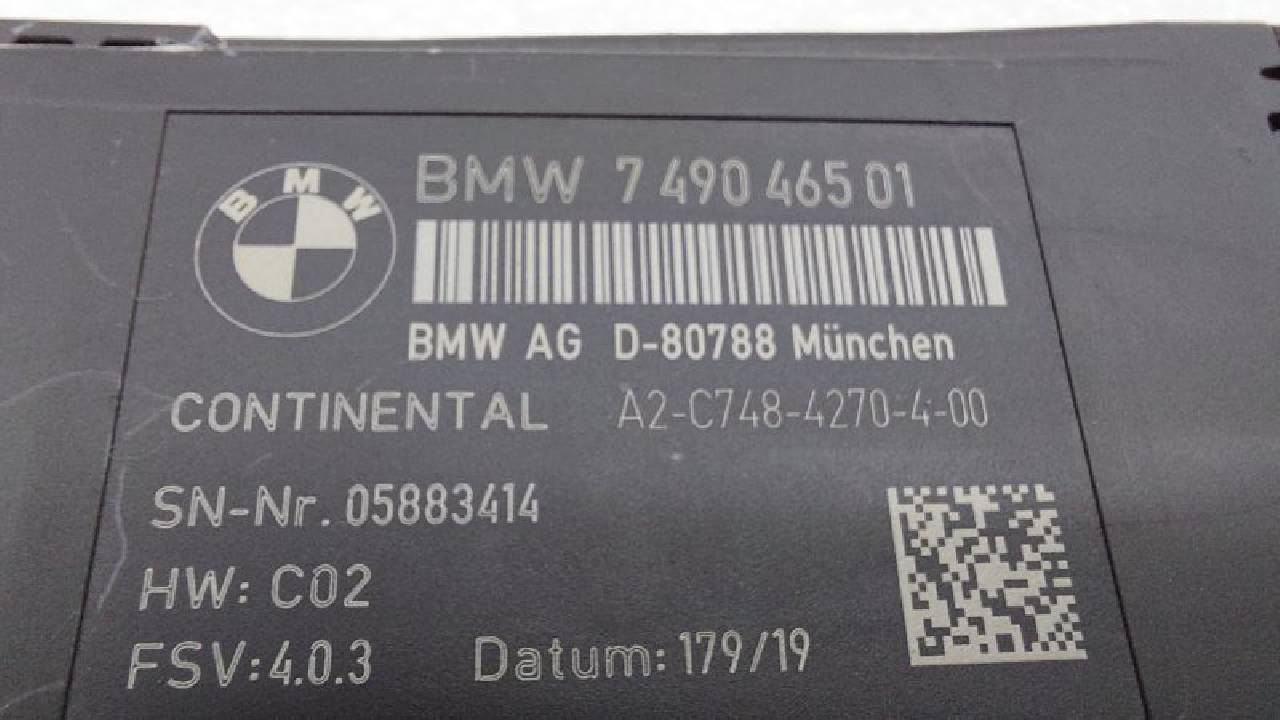 BMW
BMW 7 490 465 01
BMW AG D-80788 München
CONTINENTAL A2-C748-4270-4-00
SN-Nr. 05883414
HW: C02
FSV:4.0.3 Datum: 179/19